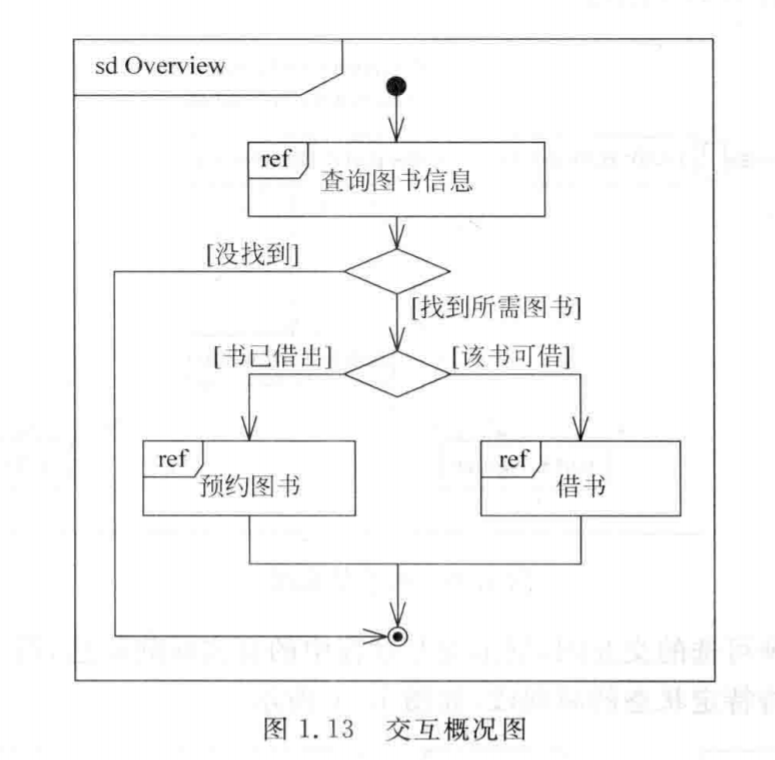 sd Overview
ref
查询图书信息
[没找到]
[找到所需图书]
[书已借出]
[该书可借]
ref
预约图书
ref
借书
图 1.13 交互概况图